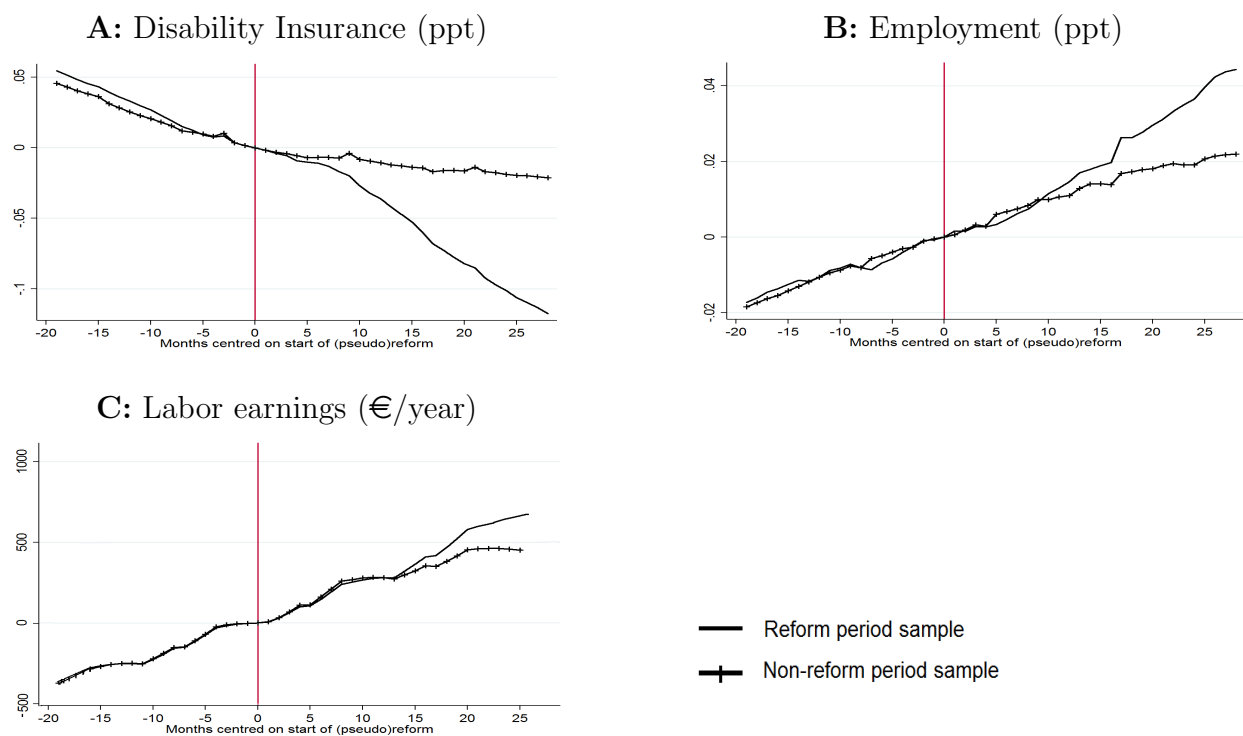 A: Disability Insurance (ppt)
.05
0
-.05
-.1
-20 -15 -10 -5 0 5 10 15 20 25
Months centred on start of (pseudo)reform
B: Employment (ppt)
.04
.02
0
-.02
-20 -15 -10 -5 0 5 10 15 20 25
Months centred on start of (pseudo)reform
C: Labor earnings (€/year)
1000
500
0
-500
-20 -15 -10 -5 0 5 10 15 20 25
Months centred on start of (pseudo)reform
Reform period sample
Non-reform period sample